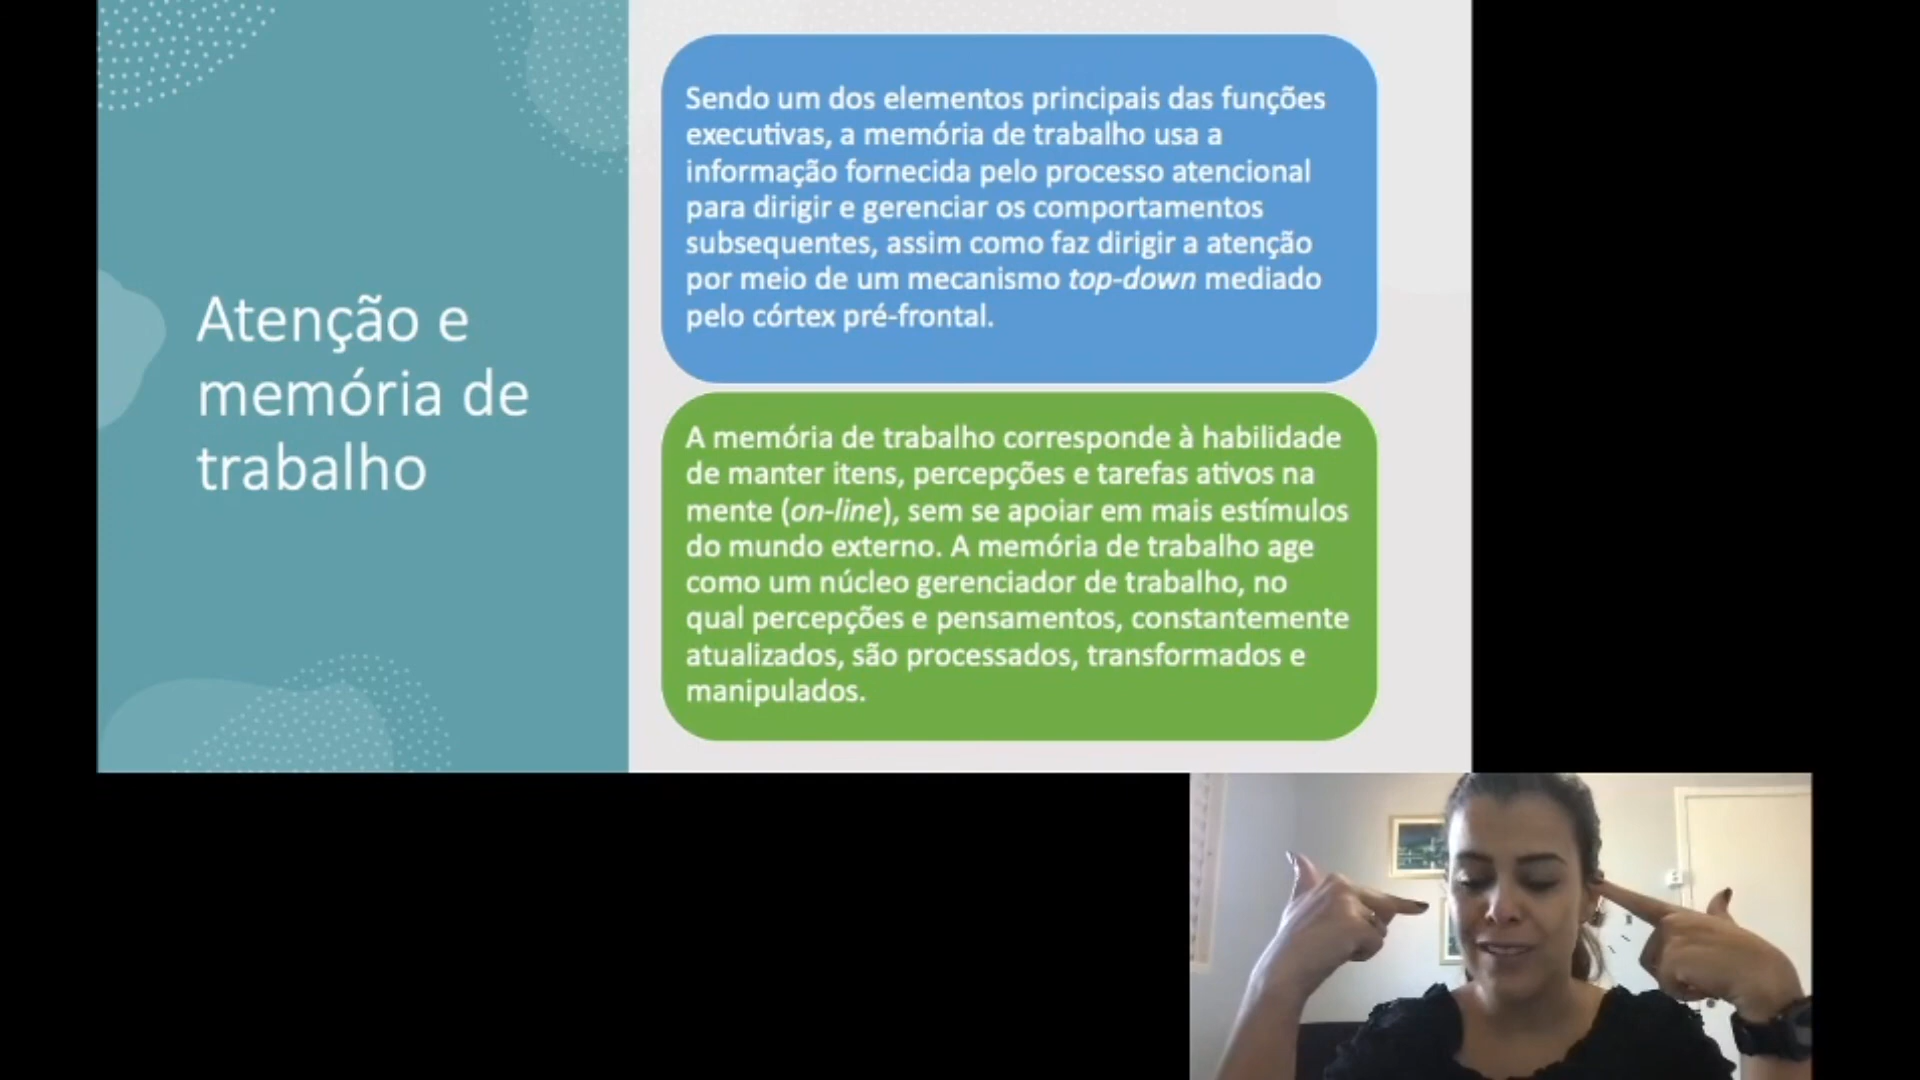 Atenção e
memória de
trabalho
Sendo um dos elementos principais das funções
executivas, a memória de trabalho usa a
informação fornecida pelo processo atencional
para dirigir e gerenciar os comportamentos
subsequentes, assim como faz dirigir a atenção
por meio de um mecanismo top-down mediado
pelo córtex pré-frontal.
A memória de trabalho corresponde à habilidade
de manter itens, percepções e tarefas ativos na
mente (on-line), sem se apoiar em mais estímulos
do mundo externo. A memória de trabalho age
como um núcleo gerenciador de trabalho, no
qual percepções e pensamentos, constantemente
atualizados, são processados, transformados e
manipulados.